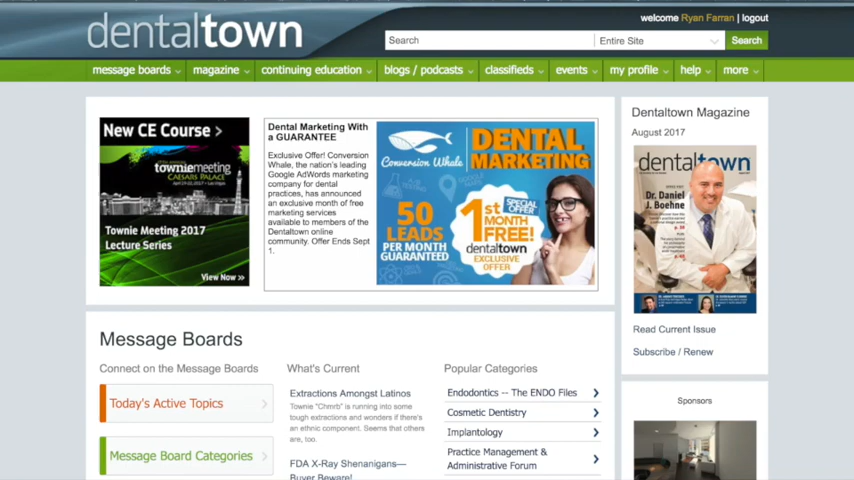 welcome Ryan Farran | logout
dentaltown
Search
Entire Site
Search
message boards
magazine
continuing education
blogs / podcasts
classifieds
events
my profile
help
more
New CE Course >
towniemeeting
CAESARS PALACE
Townie Meeting 2017
Lecture Series
View Now >>
Dental Marketing With
a GUARANTEE
Exclusive Offer! Conversion
Whale, the nation's leading
Google AdWords marketing
company for dental
practices, has announced
an exclusive month of free
marketing services
available to members of the
Dentaltown online
community. Offer Ends Sept
1.
Conversion Whale
DENTAL
MARKETING
50
LEADS
PER MONTH
GUARANTEED
SPECIAL
OFFER
1st
MONTH
FREE!
dentaltown
EXCLUSIVE
OFFER
Dentaltown Magazine
August 2017
dentaltown
Dr. Daniel
J. Boehne
Read Current Issue
Subscribe / Renew
Sponsors
Message Boards
Connect on the Message Boards
Today's Active Topics
Message Board Categories
What's Current
Extractions Amongst Latinos
Townie "Chmrb" is running into some
tough extractions and wonders if there's
an ethnic component. Seems that others
are, too.
FDA X-Ray Shenanigans—
Buyer Beware!
Popular Categories
Endodontics -- The ENDO Files
Cosmetic Dentistry
Implantology
Practice Management &
Administrative Forum